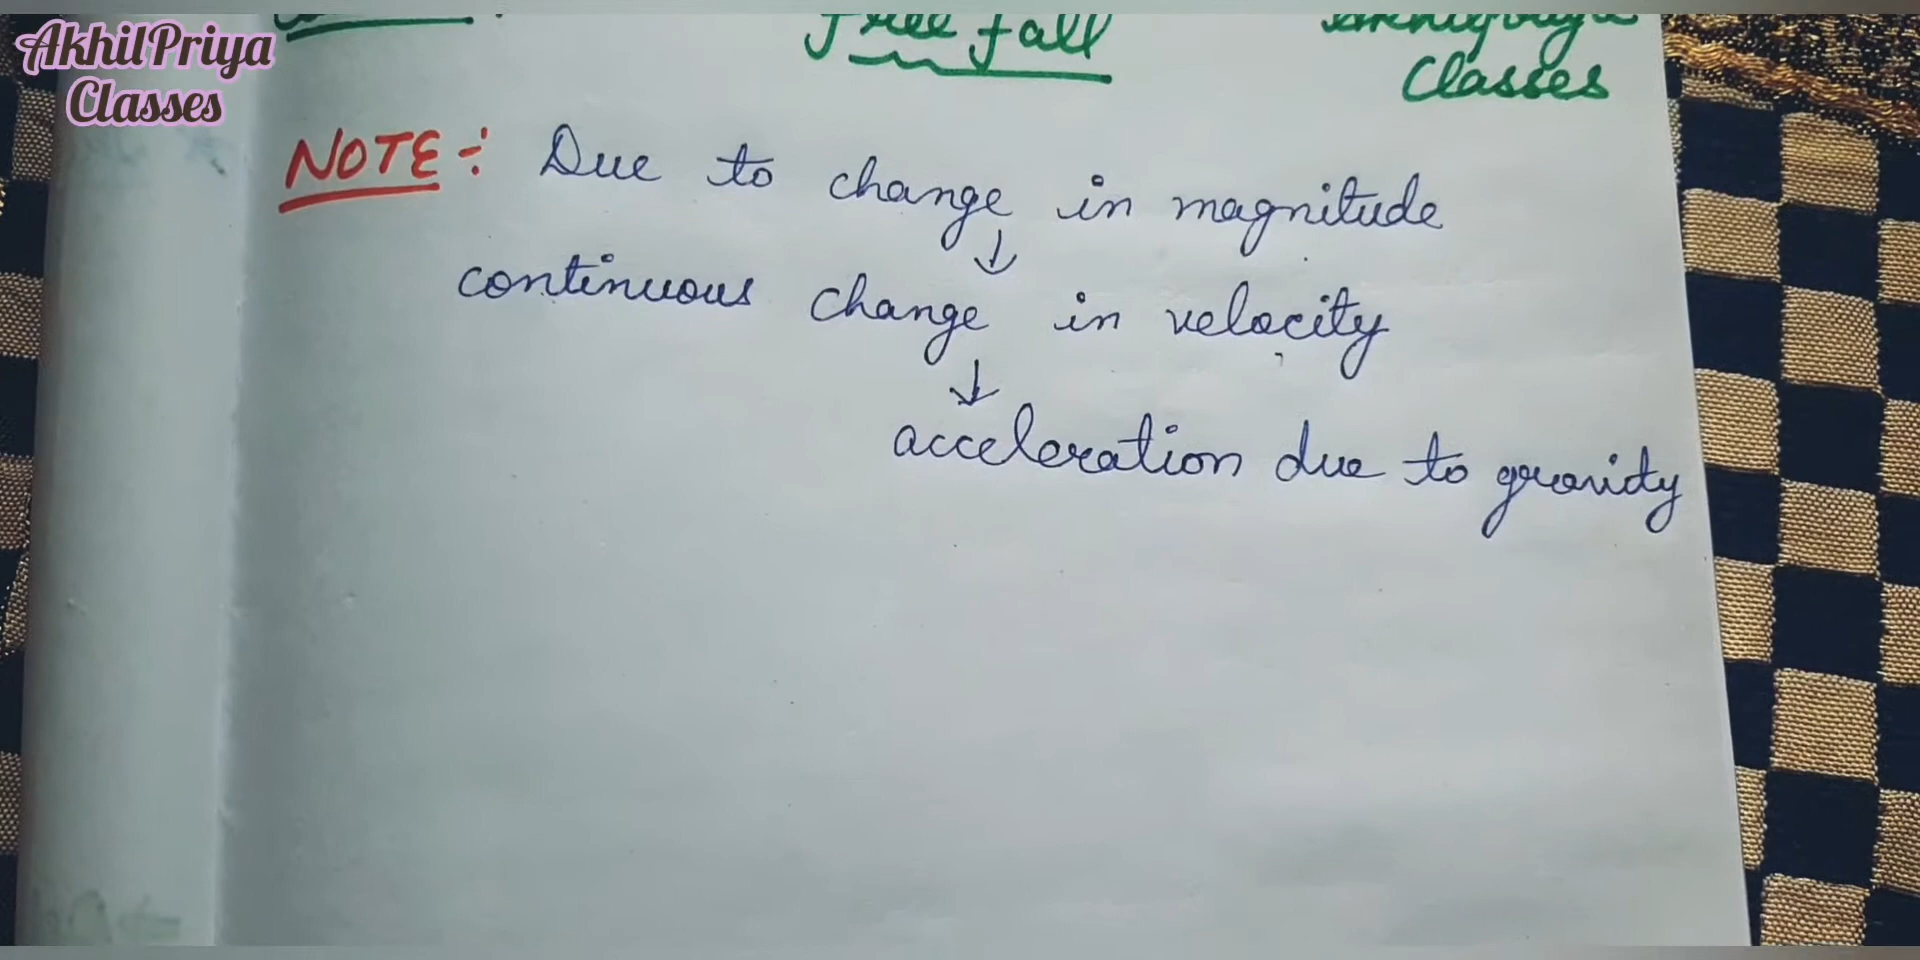 AkhilPriya
Classes
Free fall
Classes
NOTE :- Due to change in magnitude
↓
continuous change in velocity
↓
acceleration due to gravity